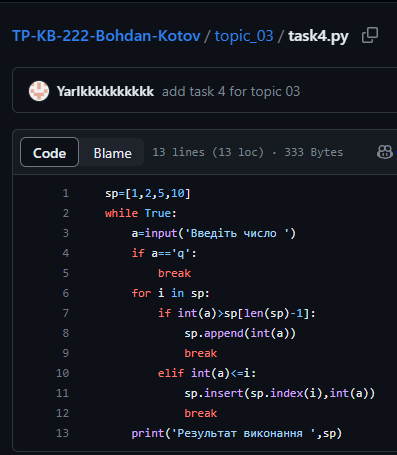 TP-KB-222-Bohdan-Kotov / topic_03 / task4.py
Yarlkkkkkkkkkk add task 4 for topic 03
Code Blame 13 lines (13 loc) · 333 Bytes
1 sp=[1,2,5,10]
2 while True:
3     a=input('Введіть число ')
4     if a=='q':
5         break
6     for i in sp:
7         if int(a)>sp[len(sp)-1]:
8             sp.append(int(a))
9             break
10         elif int(a)<=i:
11             sp.insert(sp.index(i),int(a))
12             break
13     print('Результат виконання ',sp)